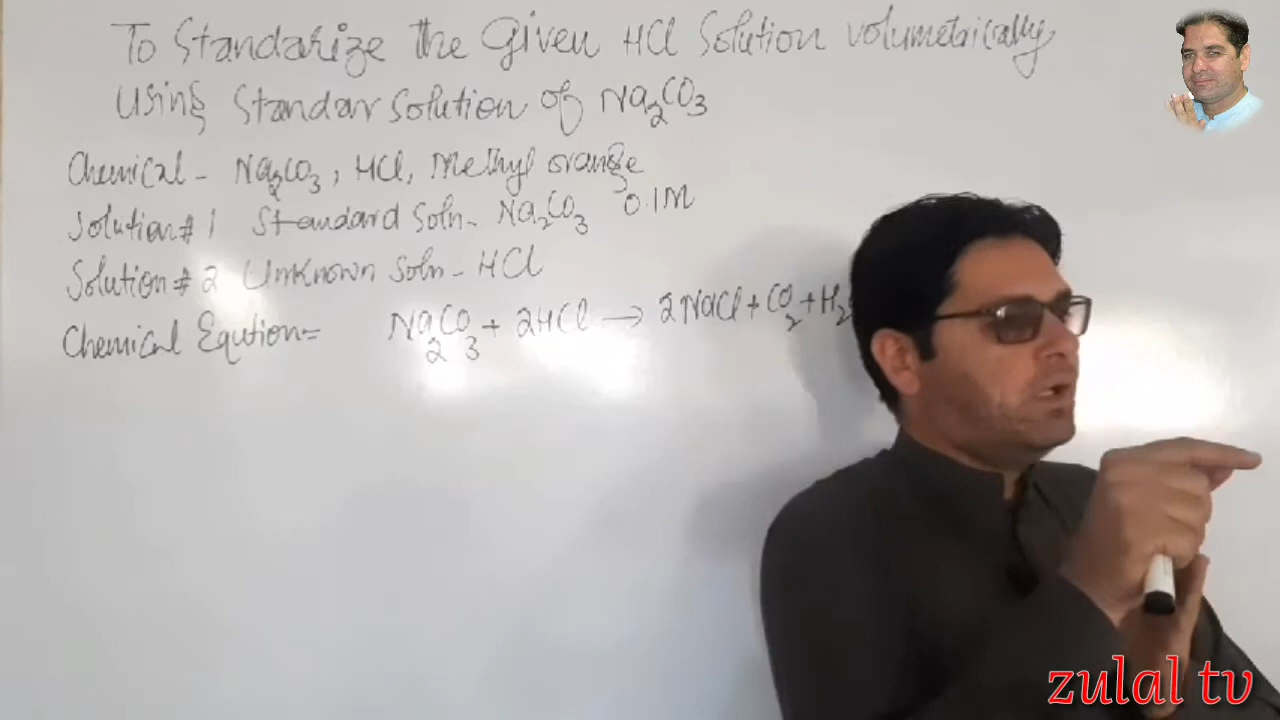 To Standarize the Given HCl Solution volumetrically
Using Standar Solution of Na₂CO₃
Chemical - Na₂CO₃, HCl, Methyl orange
Solution # 1 Standard Soln - Na₂CO₃ 0.1M
Solution # 2 Unknown Soln - HCl
Chemical Eqution = Na₂CO₃ + 2HCl → 2NaCl + CO₂ + H₂
zulal tv